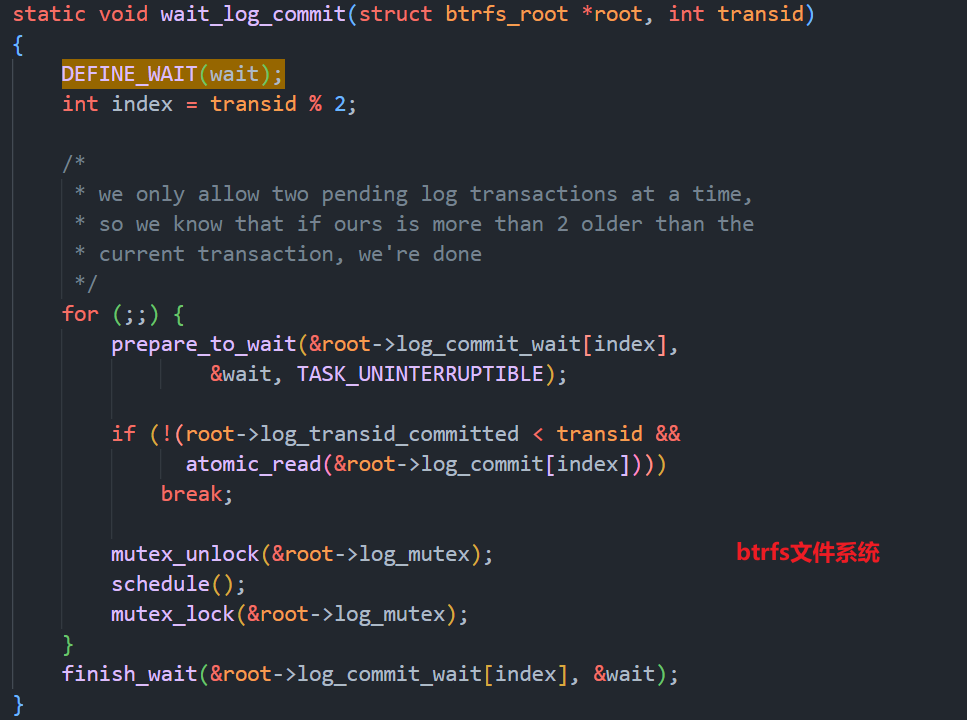 static void wait_log_commit(struct btrfs_root *root, int transid)
{
    DEFINE_WAIT(wait);
    int index = transid % 2;

    /*
     * we only allow two pending log transactions at a time,
     * so we know that if ours is more than 2 older than the
     * current transaction, we're done
     */
    for (;;) {
        prepare_to_wait(&root->log_commit_wait[index],
                &wait, TASK_UNINTERRUPTIBLE);

        if (!(root->log_transid_committed < transid &&
              atomic_read(&root->log_commit[index])))
            break;

        mutex_unlock(&root->log_mutex);
        schedule();
        mutex_lock(&root->log_mutex);
    }
    finish_wait(&root->log_commit_wait[index], &wait);
}
btrfs文件系统